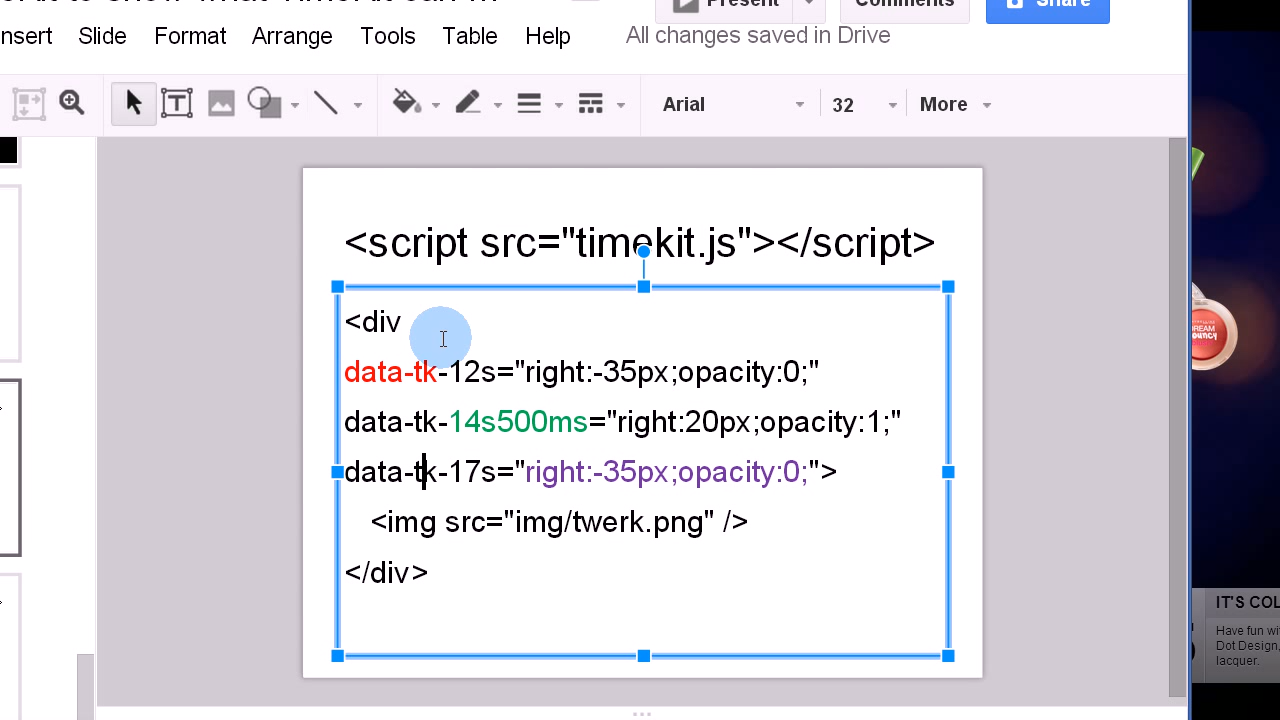 Present
Comments
Share
Slide Format Arrange Tools Table Help All changes saved in Drive
Arial 32 More
<script src="timekit.js"></script>
<div
data-tk-12s="right:-35px;opacity:0;"
data-tk-14s500ms="right:20px;opacity:1;"
data-tk-17s="right:-35px;opacity:0;">
<img src="img/twerk.png" />
</div>
DREAM
BOUNCY
IT'S COL
Have fun wi
Dot Design,
lacquer.